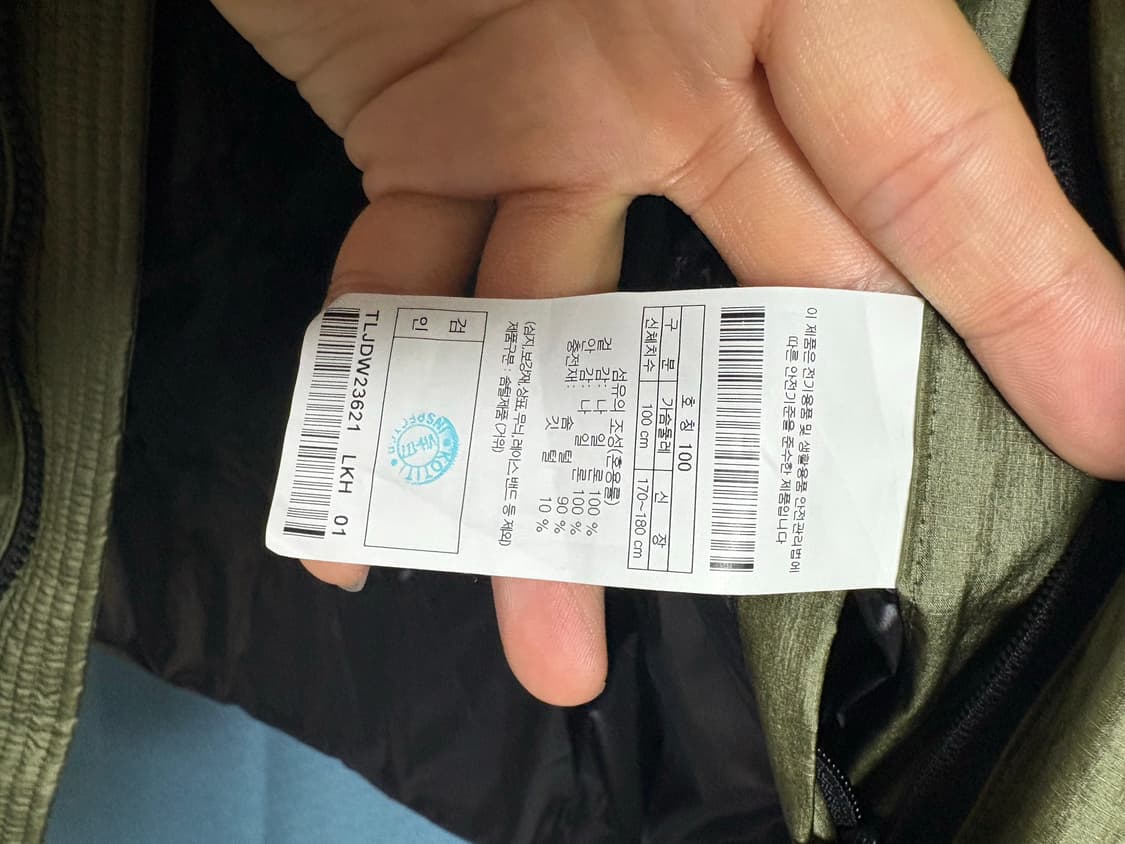 이 제품은 전기용품 및 생활용품 안전관리법에
따른 안전기준을 준수한 제품입니다
호 칭 100
구 분 가슴둘레 신 장
신체치수 100 cm 170~180 cm
섬유의 조성(혼용률)
겉 감: 나 일 론 100 %
안 감: 나 일 론 100 %
충전재: 솜 털 90 %
깃 털 10 %
(심지,보강재,상표,무늬,레이스,밴드 등 제외)
제품구분 : 솜털제품 (거위)
검 인
KOTITI
INSPECTED
TLJDW23621 LKH 01